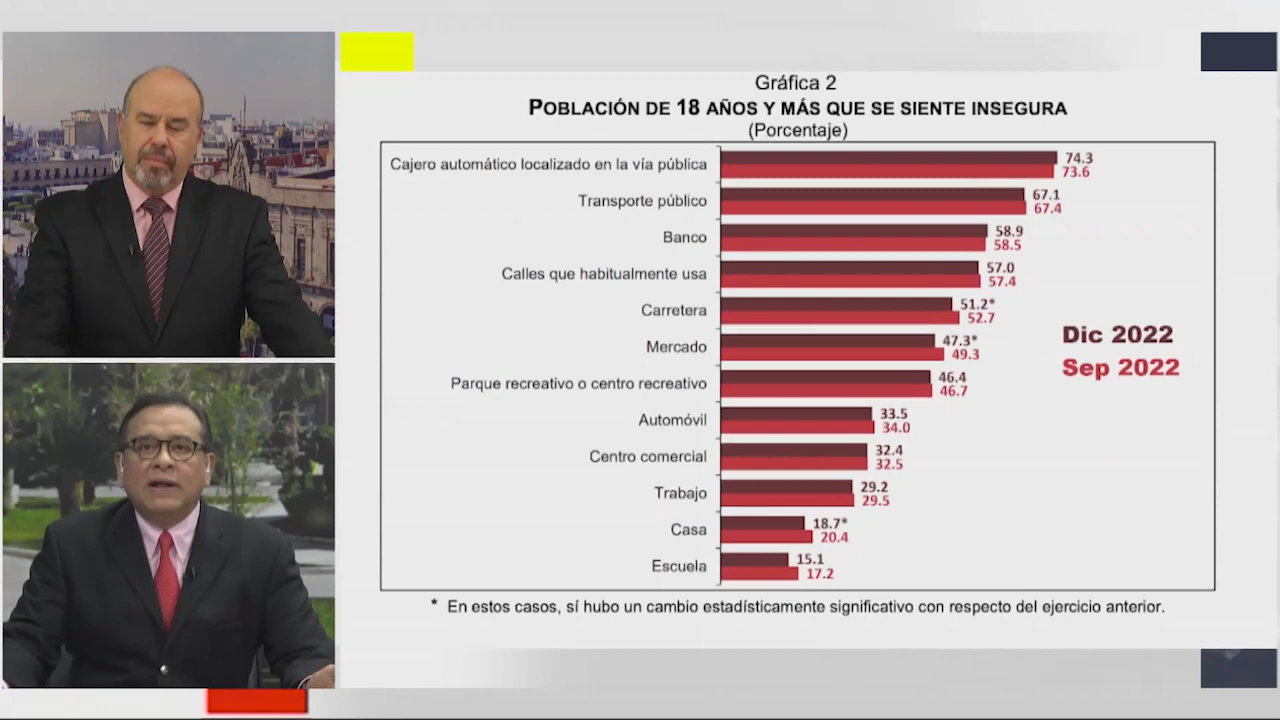 Gráfica 2
POBLACIÓN DE 18 AÑOS Y MÁS QUE SE SIENTE INSEGURA
(Porcentaje)
Cajero automático localizado en la vía pública 74.3
73.6
Transporte público 67.1
67.4
Banco 58.9
58.5
Calles que habitualmente usa 57.0
57.4
Carretera 51.2*
52.7
Mercado 47.3*
49.3
Parque recreativo o centro recreativo 46.4
46.7
Automóvil 33.5
34.0
Centro comercial 32.4
32.5
Trabajo 29.2
29.5
Casa 18.7*
20.4
Escuela 15.1
17.2
Dic 2022
Sep 2022
* En estos casos, sí hubo un cambio estadísticamente significativo con respecto del ejercicio anterior.